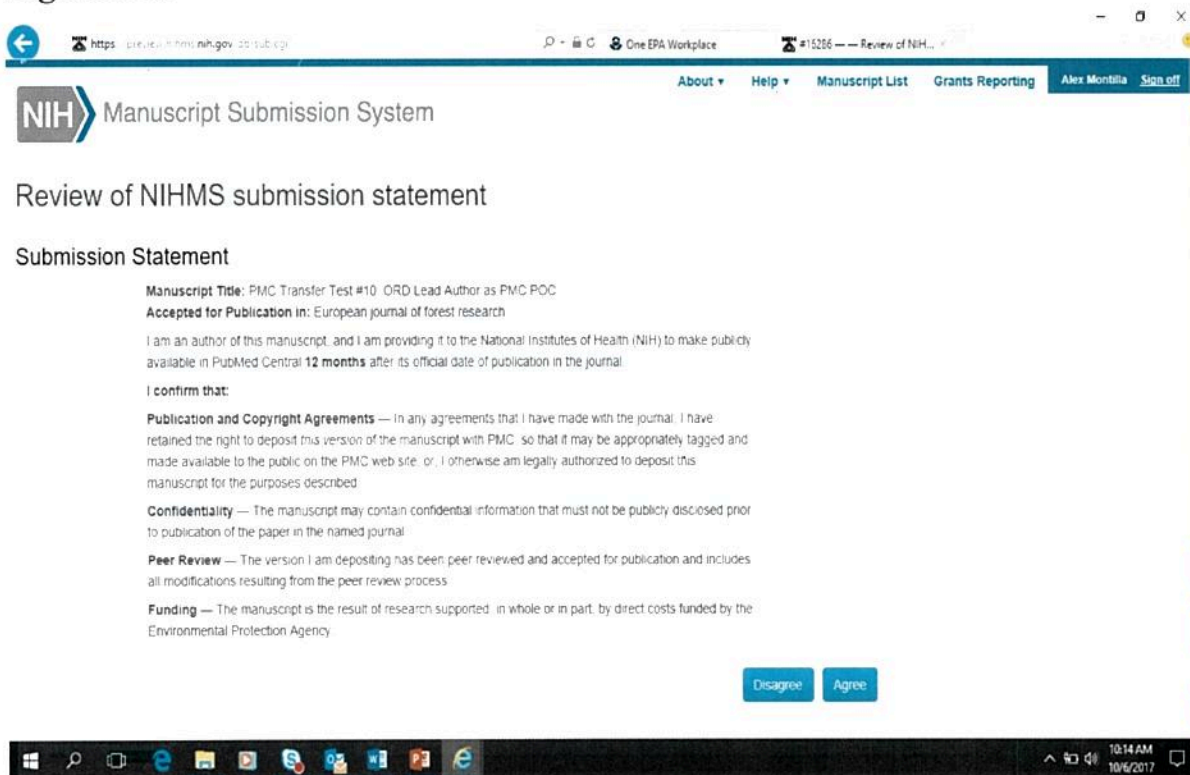 https nih.gov
One EPA Workplace
#15286 — — Review of NIH...
About Help Manuscript List Grants Reporting Alex Montilla Sign off
NIH Manuscript Submission System
Review of NIHMS submission statement
Submission Statement
Manuscript Title: PMC Transfer Test #10 ORD Lead Author as PMC POC
Accepted for Publication in: European journal of forest research
I am an author of this manuscript, and I am providing it to the National Institutes of Health (NIH) to make publicly
available in PubMed Central 12 months after its official date of publication in the journal
I confirm that:
Publication and Copyright Agreements — In any agreements that I have made with the journal, I have
retained the right to deposit this version of the manuscript with PMC so that it may be appropriately tagged and
made available to the public on the PMC web site, or, I otherwise am legally authorized to deposit this
manuscript for the purposes described
Confidentiality — The manuscript may contain confidential information that must not be publicly disclosed prior
to publication of the paper in the named journal
Peer Review — The version I am depositing has been peer reviewed and accepted for publication and includes
all modifications resulting from the peer review process
Funding — The manuscript is the result of research supported, in whole or in part, by direct costs funded by the
Environmental Protection Agency
Disagree Agree
10:14 AM
10/6/2017